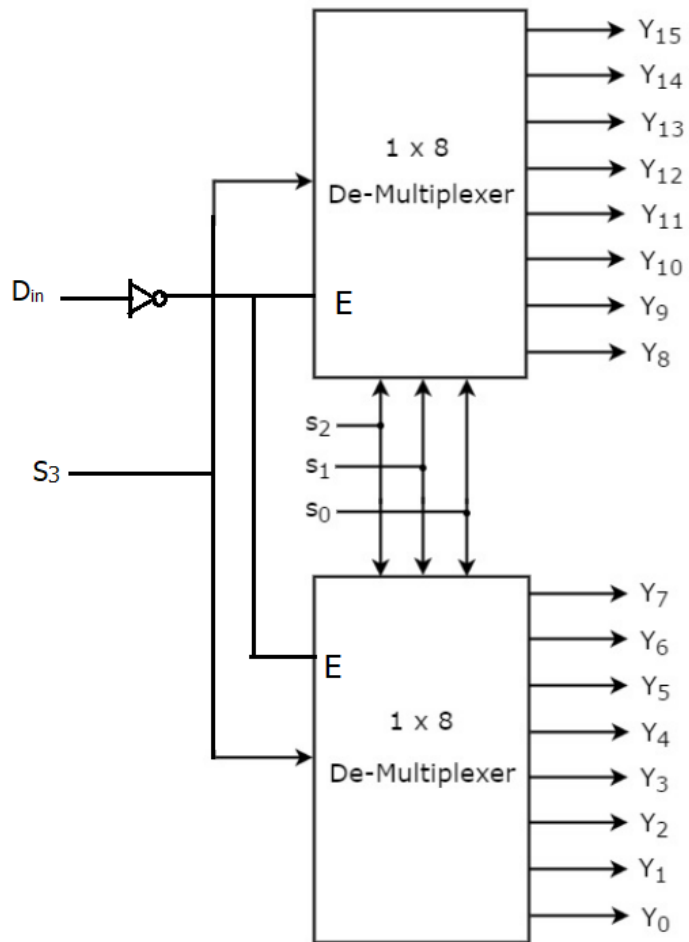 Y15
Y14
Y13
1 x 8
Y12
De-Multiplexer
Y11
Y10
Din
E
Y9
Y8
s2
s1
S3
s0
Y7
Y6
E
Y5
1 x 8
Y4
De-Multiplexer
Y3
Y2
Y1
Y0